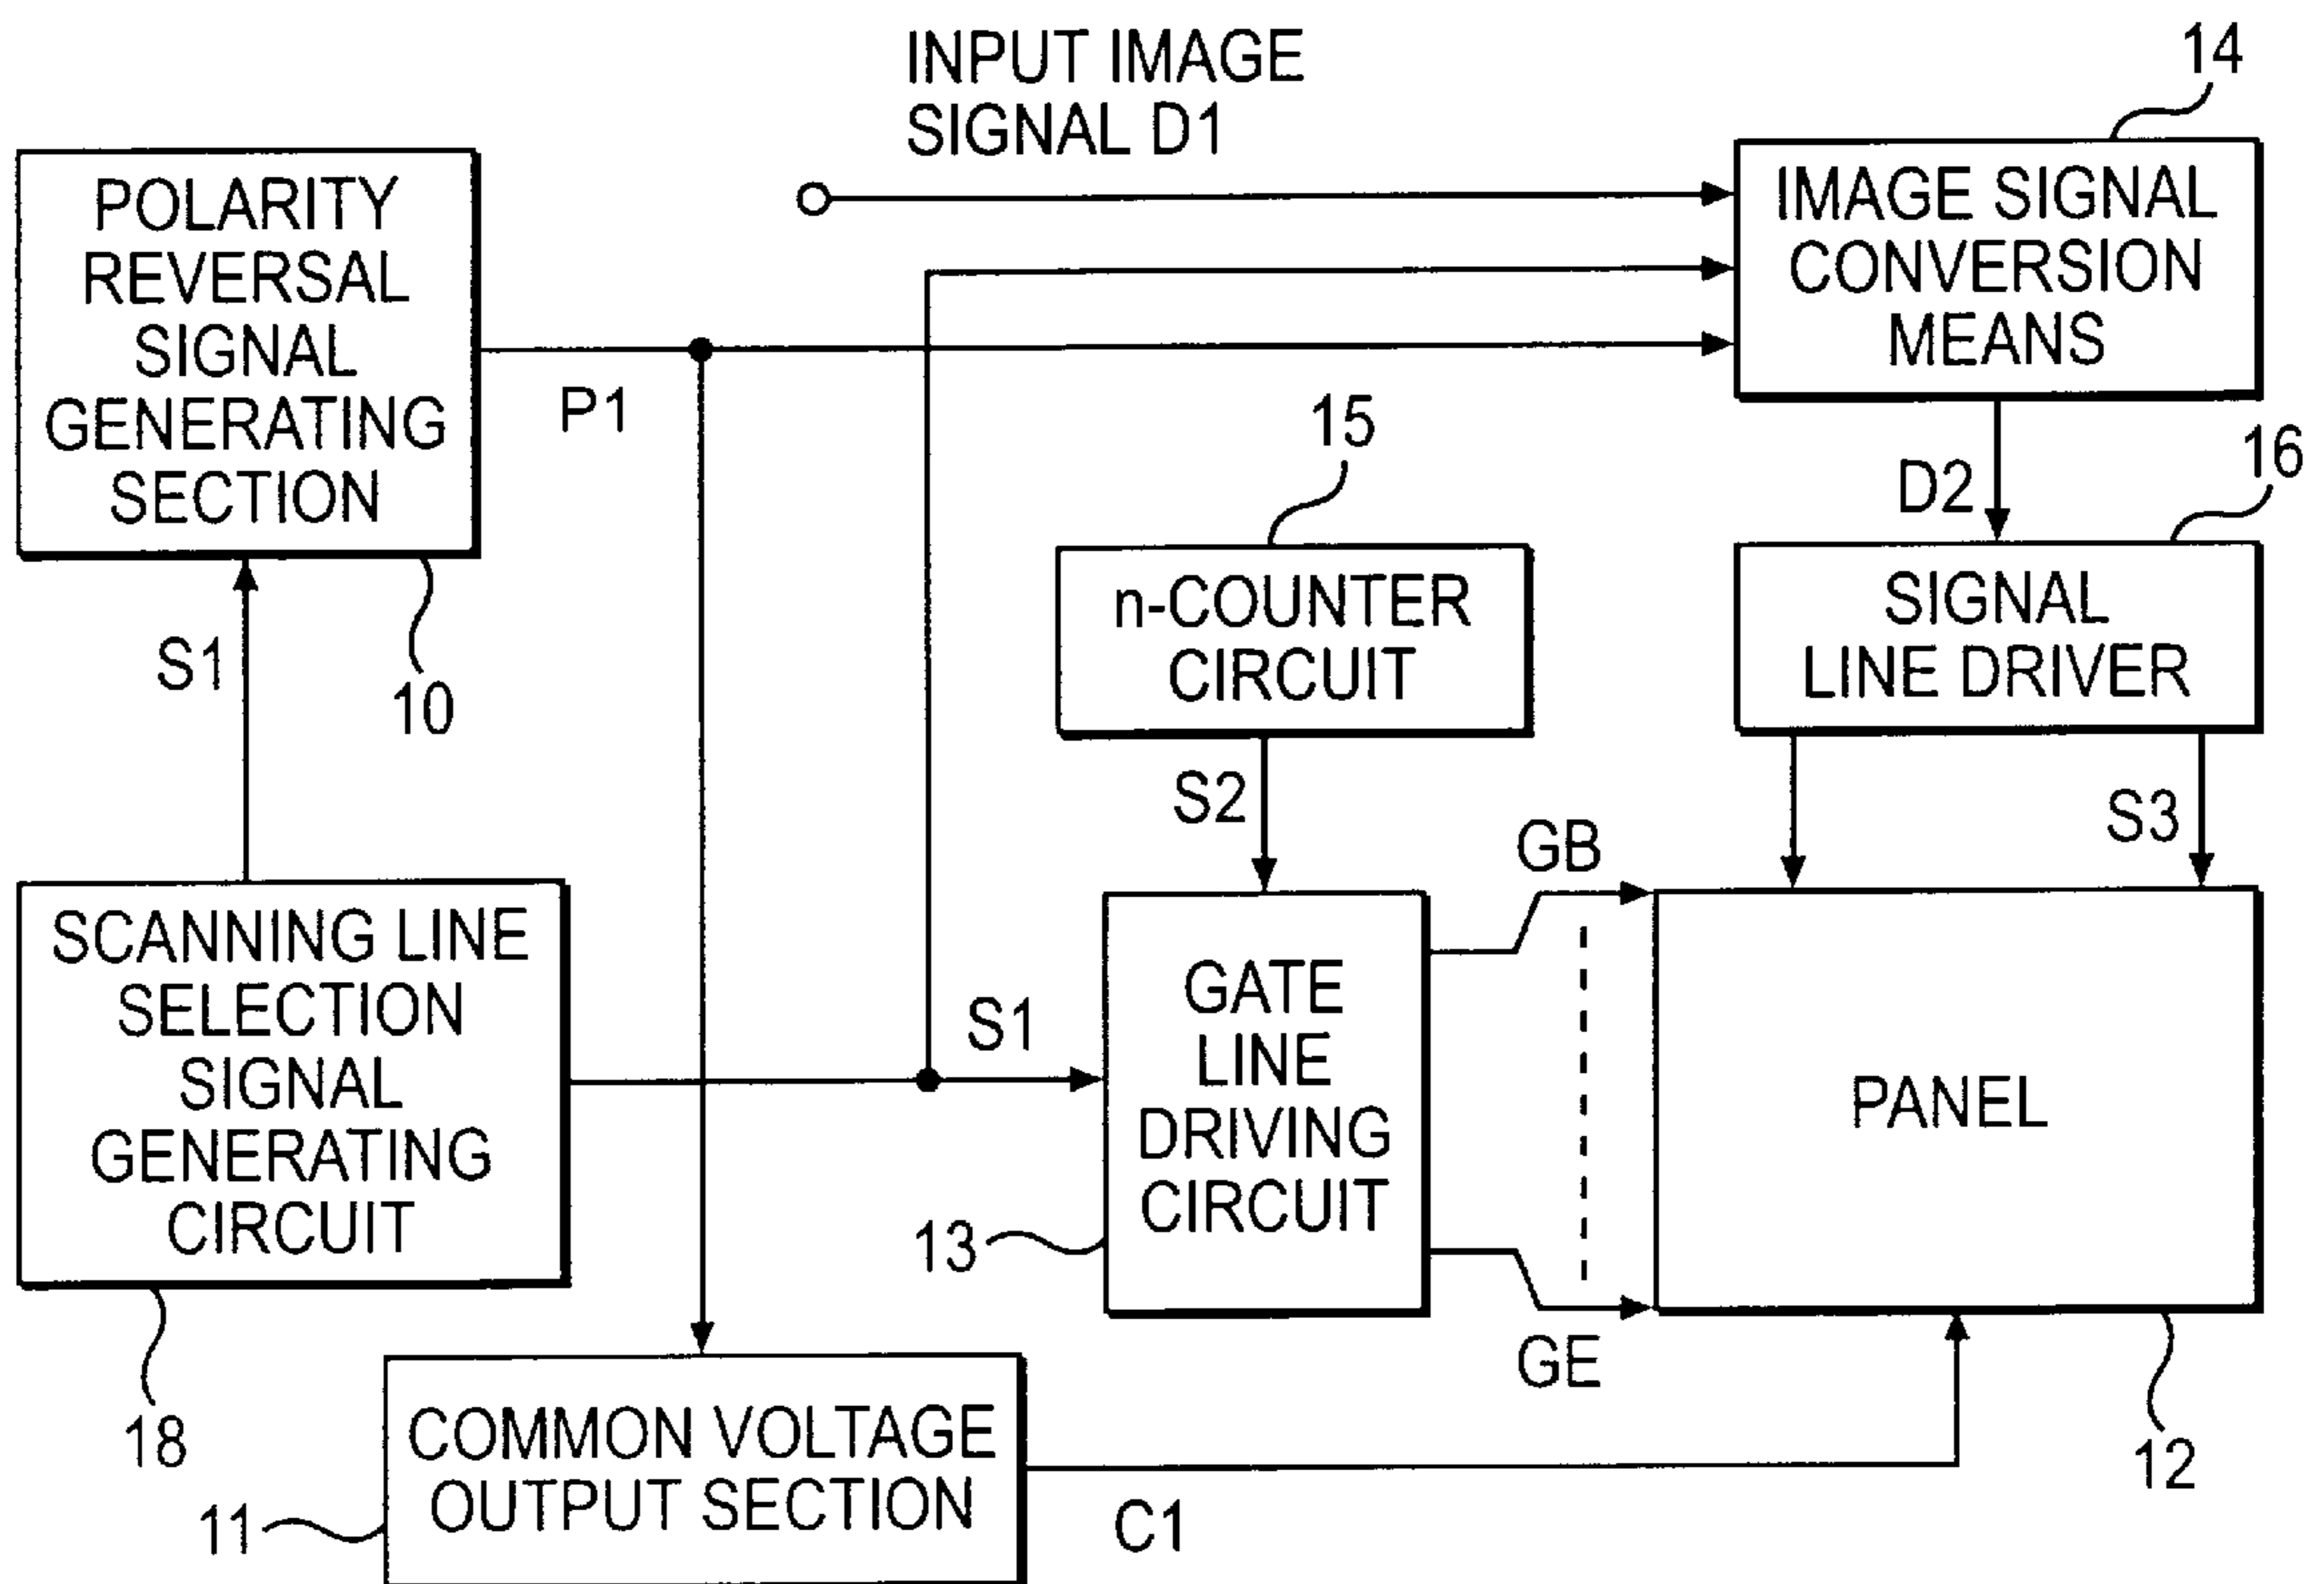 INPUT IMAGE
SIGNAL D1
14
POLARITY
REVERSAL
SIGNAL
GENERATING
SECTION
IMAGE SIGNAL
CONVERSION
MEANS
P1
15
D2
16
S1
10
n-COUNTER
CIRCUIT
SIGNAL
LINE DRIVER
S2
S3
GB
SCANNING LINE
SELECTION
SIGNAL
GENERATING
CIRCUIT
S1
GATE
LINE
DRIVING
CIRCUIT
PANEL
13
GE
18
COMMON VOLTAGE
OUTPUT SECTION
12
11
C1